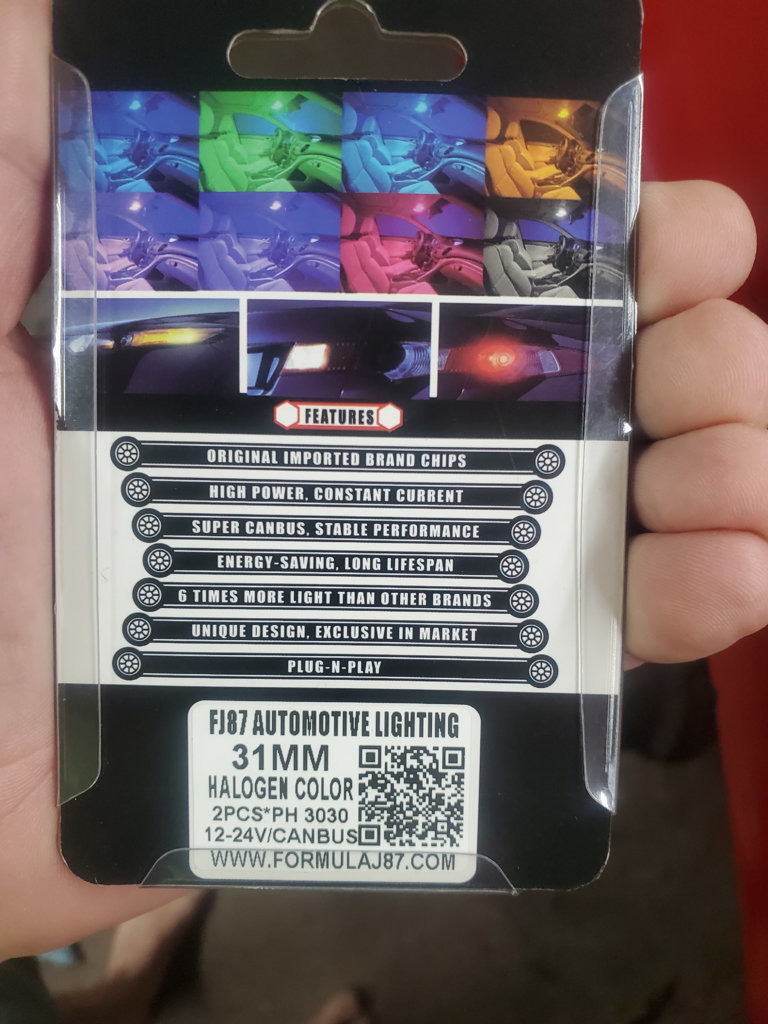 FEATURES
ORIGINAL IMPORTED BRAND CHIPS
HIGH POWER, CONSTANT CURRENT
SUPER CANBUS, STABLE PERFORMANCE
ENERGY-SAVING, LONG LIFESPAN
6 TIMES MORE LIGHT THAN OTHER BRANDS
UNIQUE DESIGN, EXCLUSIVE IN MARKET
PLUG-N-PLAY
FJ87 AUTOMOTIVE LIGHTING
31MM
HALOGEN COLOR
2PCS*PH 3030
12-24V/CANBUS
WWW.FORMULAJ87.COM